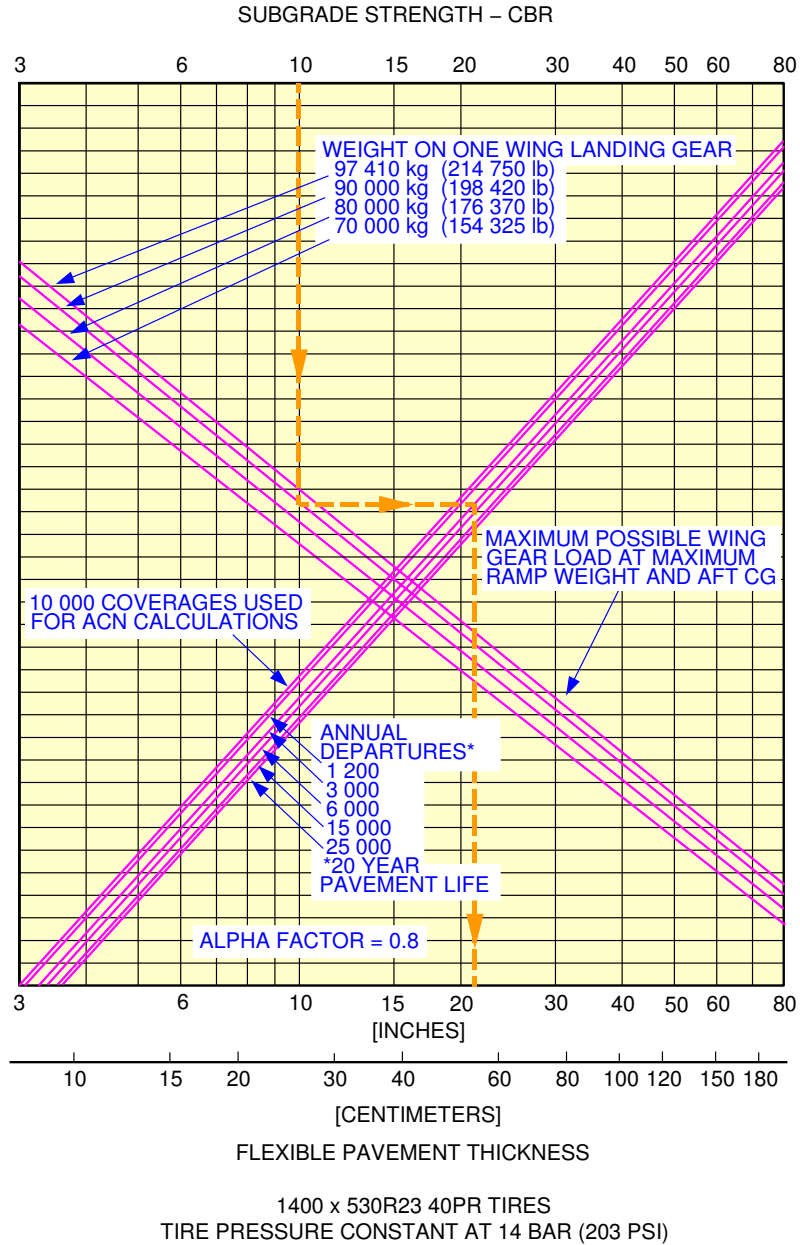 SUBGRADE STRENGTH – CBR
3 6 10 15 20 30 40 50 60 80
WEIGHT ON ONE WING LANDING GEAR
97 410 kg (214 750 lb)
90 000 kg (198 420 lb)
80 000 kg (176 370 lb)
70 000 kg (154 325 lb)
MAXIMUM POSSIBLE WING
GEAR LOAD AT MAXIMUM
RAMP WEIGHT AND AFT CG
10 000 COVERAGES USED
FOR ACN CALCULATIONS
ANNUAL
DEPARTURES*
1 200
3 000
6 000
15 000
25 000
*20 YEAR
PAVEMENT LIFE
ALPHA FACTOR = 0.8
3 6 10 15 20 30 40 50 60 80
[INCHES]
10 15 20 30 40 60 80 100 120 150 180
[CENTIMETERS]
FLEXIBLE PAVEMENT THICKNESS
1400 x 530R23 40PR TIRES
TIRE PRESSURE CONSTANT AT 14 BAR (203 PSI)